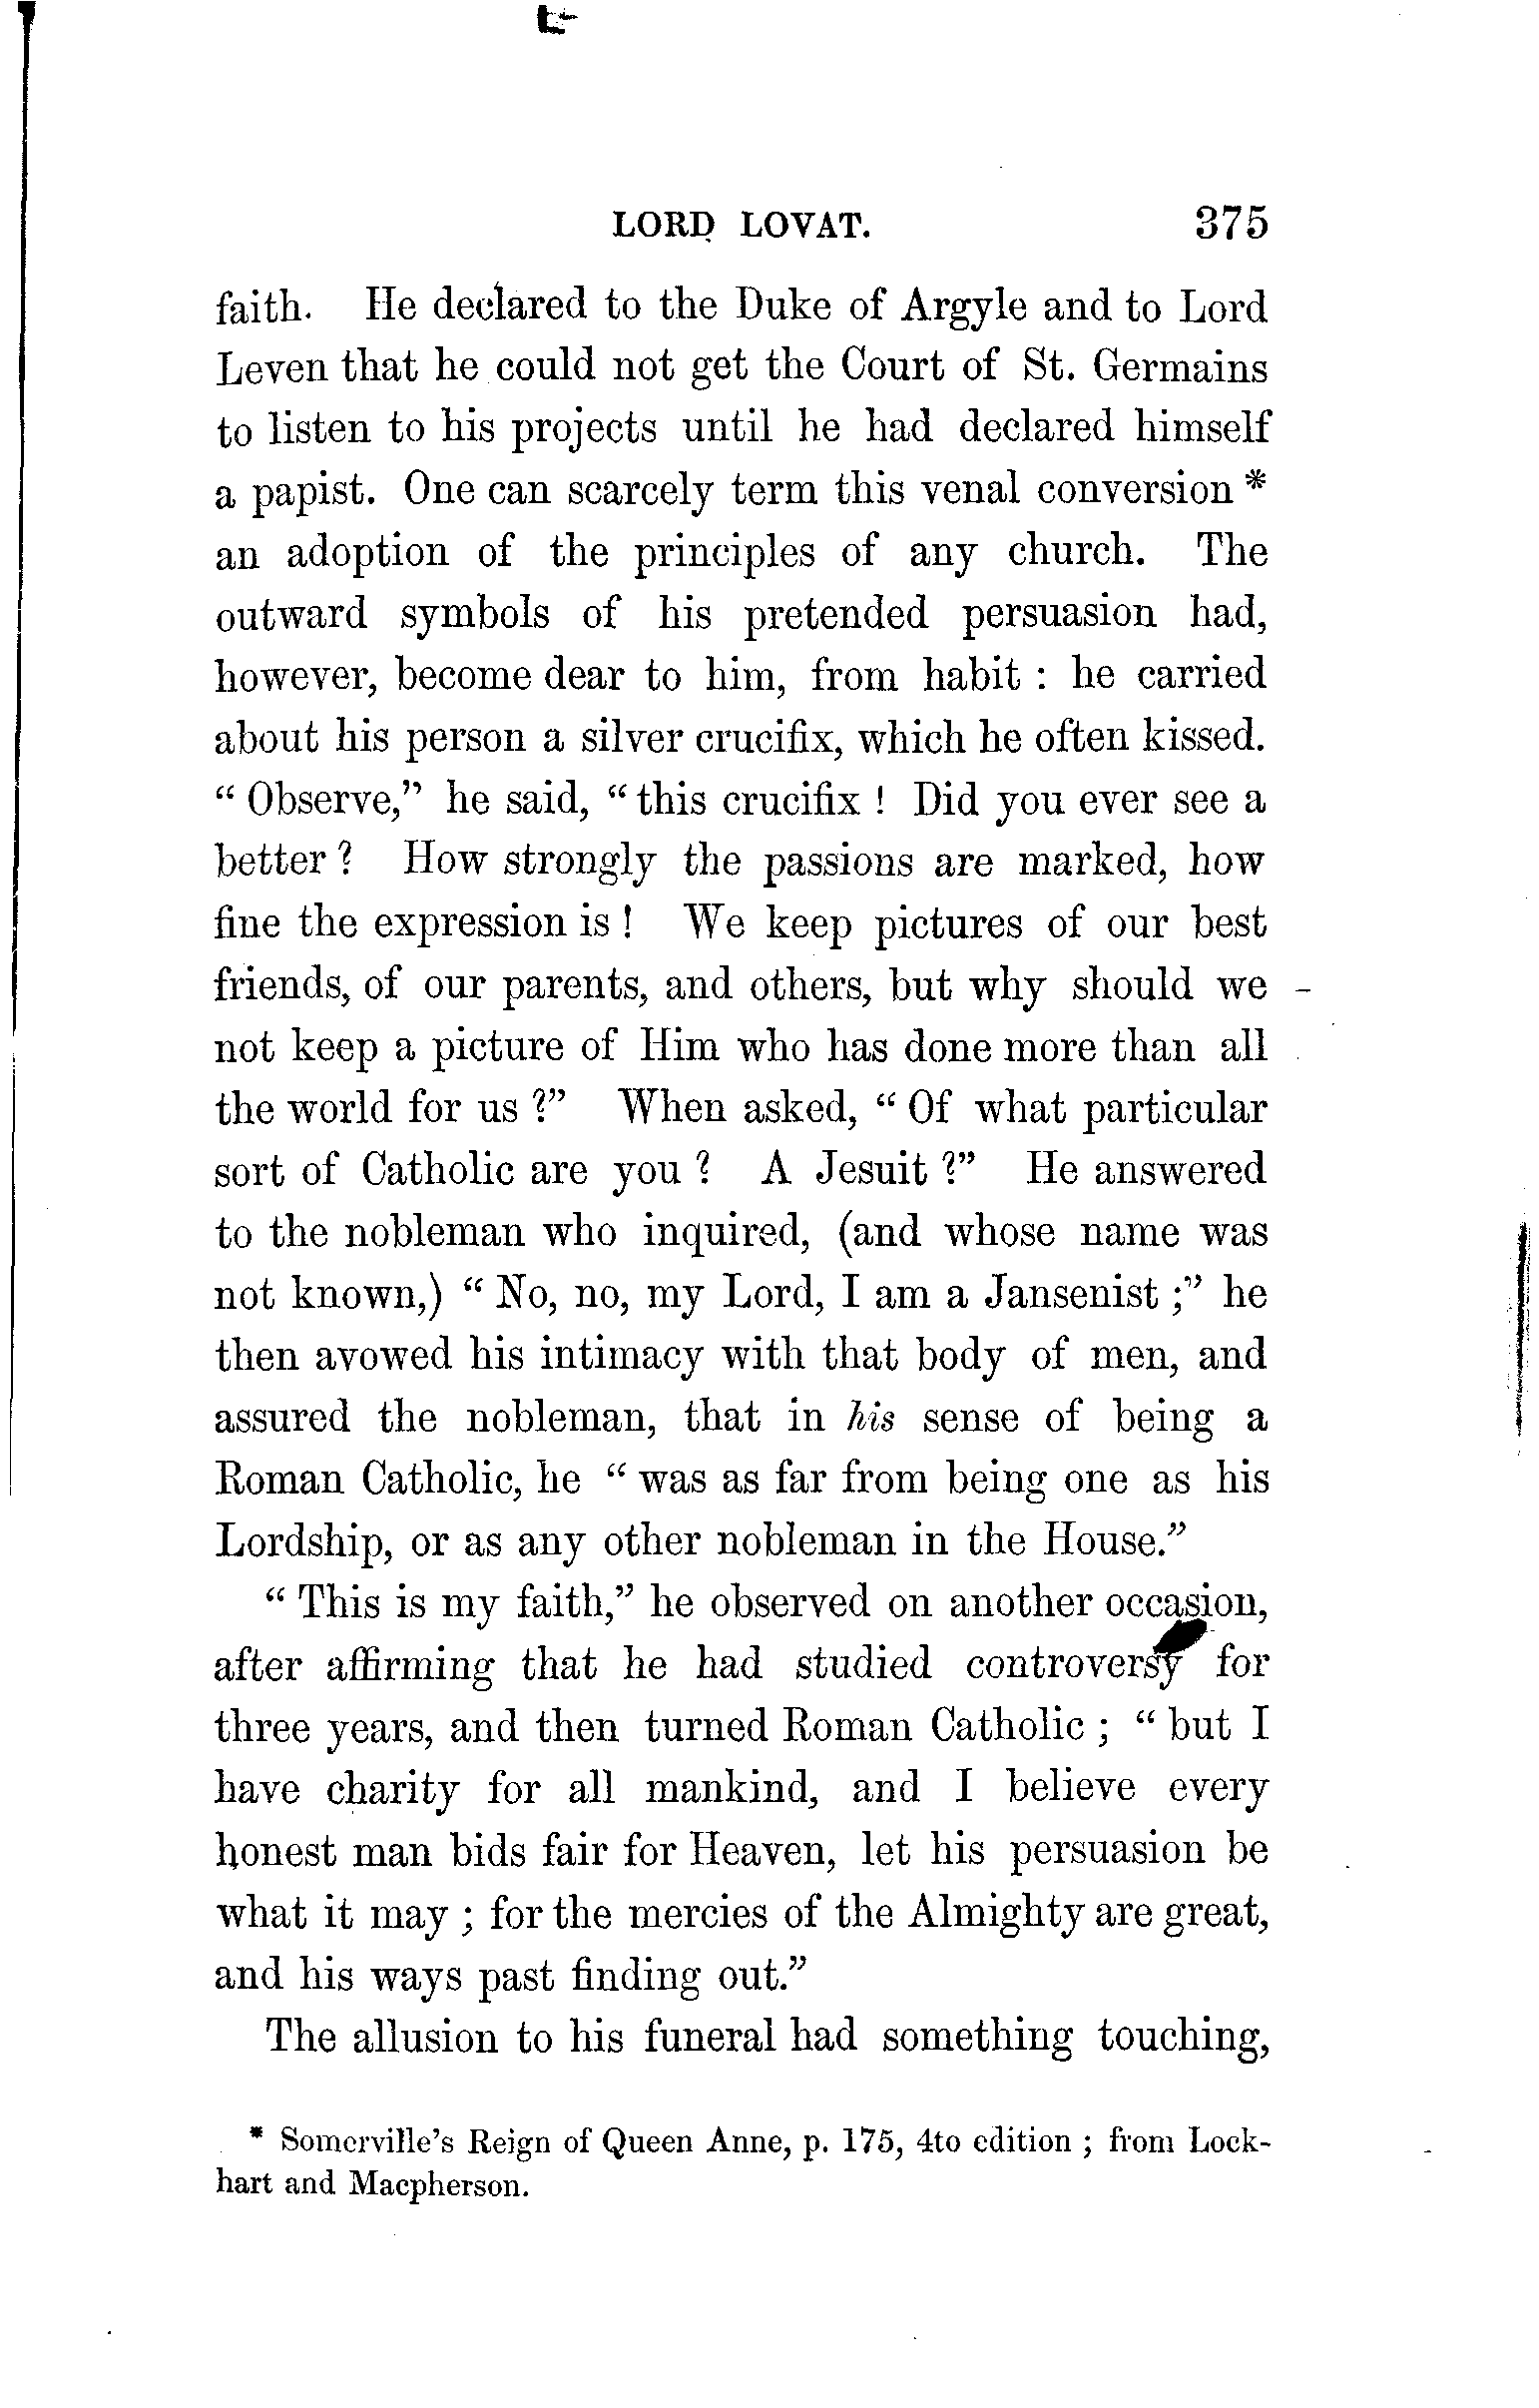 LORD LOVAT. 375
faith. He declared to the Duke of Argyle and to Lord
Leven that he could not get the Court of St. Germains
to listen to his projects until he had declared himself
a papist. One can scarcely term this venal conversion *
an adoption of the principles of any church. The
outward symbols of his pretended persuasion had,
however, become dear to him, from habit : he carried
about his person a silver crucifix, which he often kissed.
“ Observe,” he said, “ this crucifix ! Did you ever see a
better ? How strongly the passions are marked, how
fine the expression is ! We keep pictures of our best
friends, of our parents, and others, but why should we
not keep a picture of Him who has done more than all
the world for us ?” When asked, “ Of what particular
sort of Catholic are you ? A Jesuit ?” He answered
to the nobleman who inquired, (and whose name was
not known,) “ No, no, my Lord, I am a Jansenist ;” he
then avowed his intimacy with that body of men, and
assured the nobleman, that in his sense of being a
Roman Catholic, he “ was as far from being one as his
Lordship, or as any other nobleman in the House.”
“ This is my faith,” he observed on another occasion,
after affirming that he had studied controversy for
three years, and then turned Roman Catholic ; “ but I
have charity for all mankind, and I believe every
honest man bids fair for Heaven, let his persuasion be
what it may ; for the mercies of the Almighty are great,
and his ways past finding out.”
The allusion to his funeral had something touching,
* Somerville’s Reign of Queen Anne, p. 175, 4to edition ; from Lock-
hart and Macpherson.